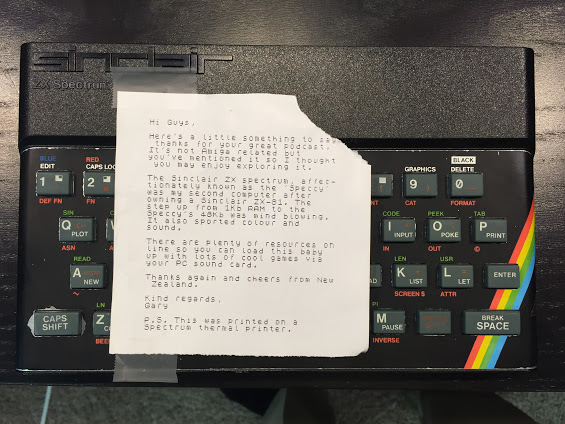 sinclair
ZX Spectrum
Hi Guys,
Here's a little something to say
thanks for your great podcast.
It's not Amiga related but
you've mentioned it so I thought
you may enjoy exploring it.
The Sinclair ZX spectrum, affec-
tionately known as the 'Speccy'
was my second computer after
owning a Sinclair ZX-81. The
step up from 1Kb RAM to the
Speccy's 48Kb was mind blowing.
It also sported colour and
sound.
There are plenty of resources on
line so you can load this baby
up with lots of cool games via
your PC sound card.
Thanks again and cheers from New
Zealand.
Kind regards,
Gary
P.S. This was printed on a
Spectrum thermal printer.
BLUE RED GRAPHICS BLACK
EDIT CAPS LO DELETE
1 2 9 ) 0
DEF FN FN CAT FORMAT
SIN CODE PEEK TAB
Q PLOT W I INPUT O POKE P PRINT
ASN IN OUT ©
READ LEN USR
A NEW K LIST L LET ENTER
~ SCREEN $ ATTR
LN PI
CAPS SHIFT Z M PAUSE BREAK SPACE
BEE INVERSE